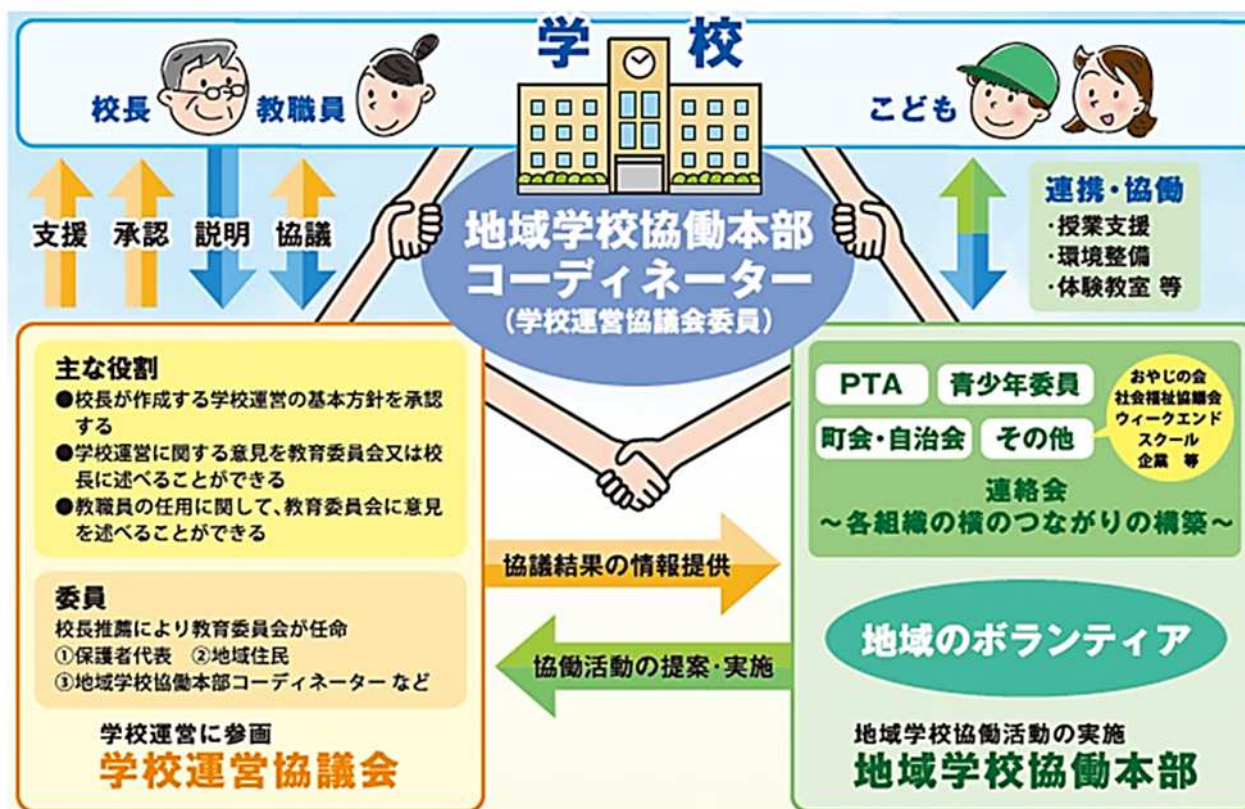 学校
校長
教職員
こども
支援
承認
説明
協議
地域学校協働本部
コーディネーター
（学校運営協議会委員）
連携・協働
・授業支援
・環境整備
・体験教室 等
主な役割
●校長が作成する学校運営の基本方針を承認
する
●学校運営に関する意見を教育委員会又は校
長に述べることができる
●教職員の任用に関して、教育委員会に意見
を述べることができる
委員
校長推薦により教育委員会が任命
①保護者代表 ②地域住民
③地域学校協働本部コーディネーター など
学校運営に参画
学校運営協議会
協議結果の情報提供
協働活動の提案・実施
PTA
青少年委員
町会・自治会
その他
おやじの会
社会福祉協議会
ウィークエンド
スクール
企業 等
連絡会
～各組織の横のつながりの構築～
地域のボランティア
地域学校協働活動の実施
地域学校協働本部